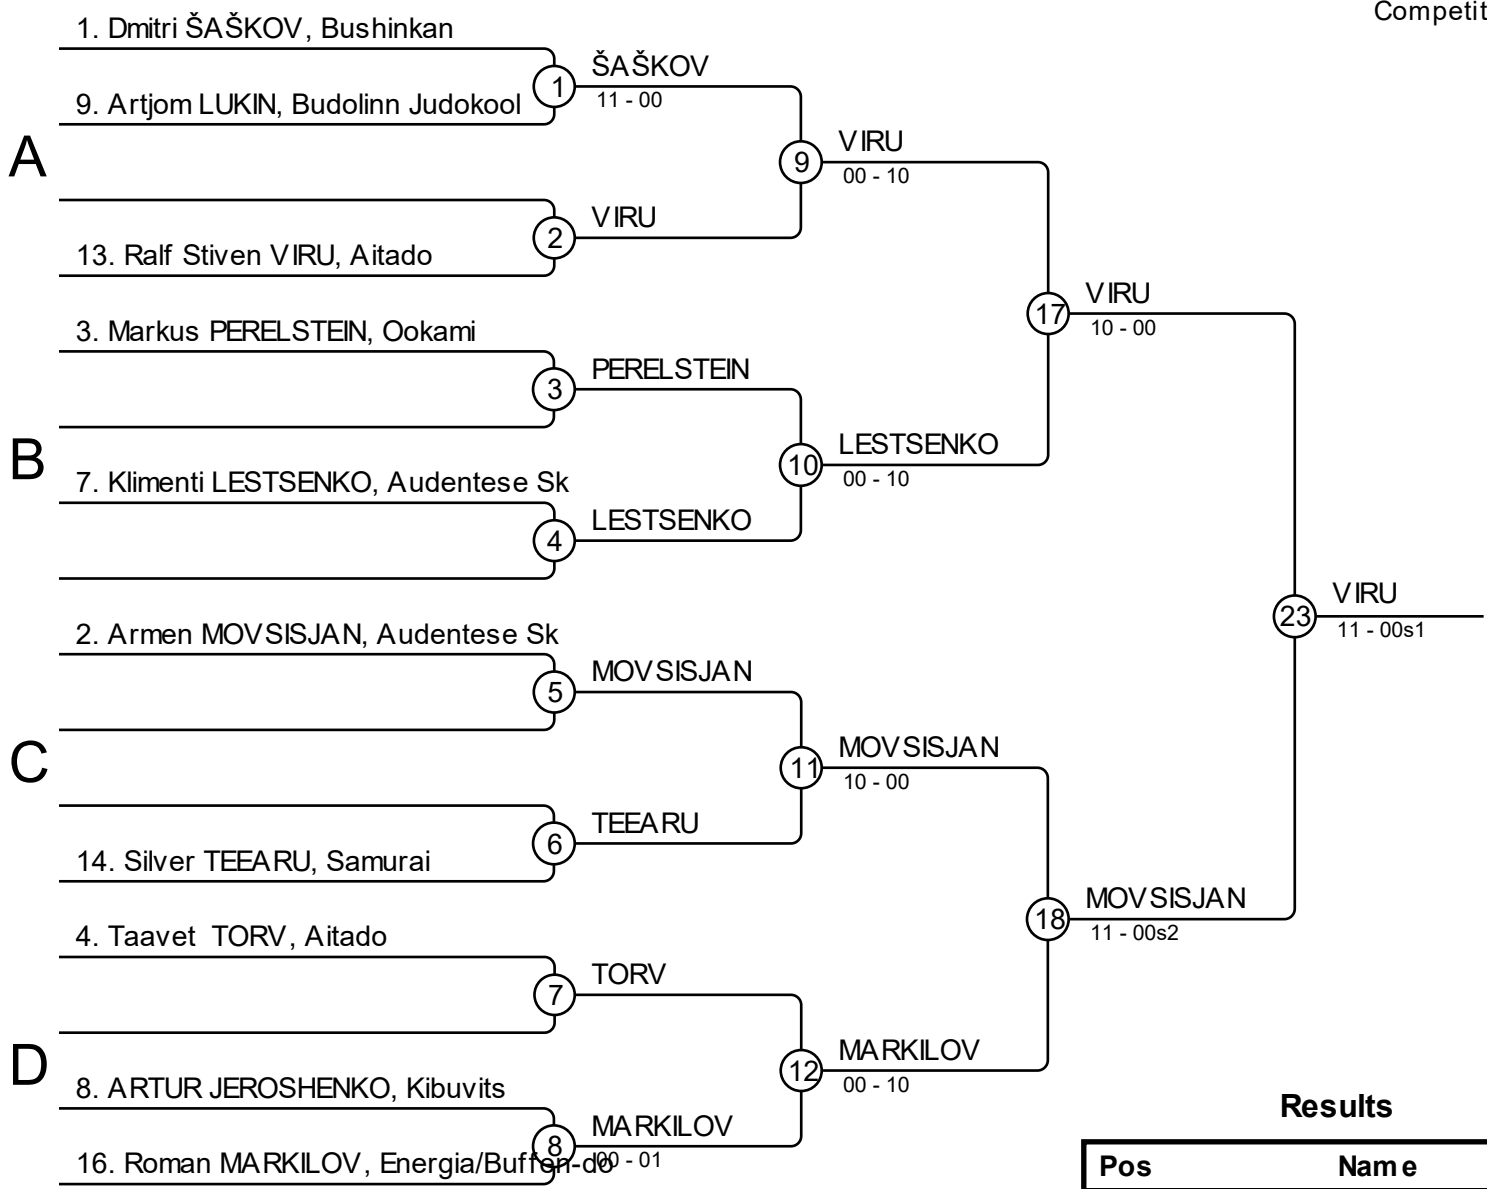 Competit
1. Dmitri ŠAŠKOV, Bushinkan
ŠAŠKOV
1
11 - 00
9. Artjom LUKIN, Budolinn Judokool
A
VIRU
9
00 - 10
VIRU
2
13. Ralf Stiven VIRU, Aitado
VIRU
17
10 - 00
3. Markus PERELSTEIN, Ookami
PERELSTEIN
3
B
LESTSENKO
10
00 - 10
7. Klimenti LESTSENKO, Audentese Sk
LESTSENKO
4
VIRU
23
11 - 00s1
2. Armen MOVSISJAN, Audentese Sk
MOVSISJAN
5
C
MOVSISJAN
11
10 - 00
TEEARU
6
14. Silver TEEARU, Samurai
MOVSISJAN
18
11 - 00s2
4. Taavet TORV, Aitado
TORV
7
D
MARKILOV
12
00 - 10
8. ARTUR JEROSHENKO, Kibuvits
MARKILOV
8
00 - 01
16. Roman MARKILOV, Energia/Buffen-do
Results
Pos Name